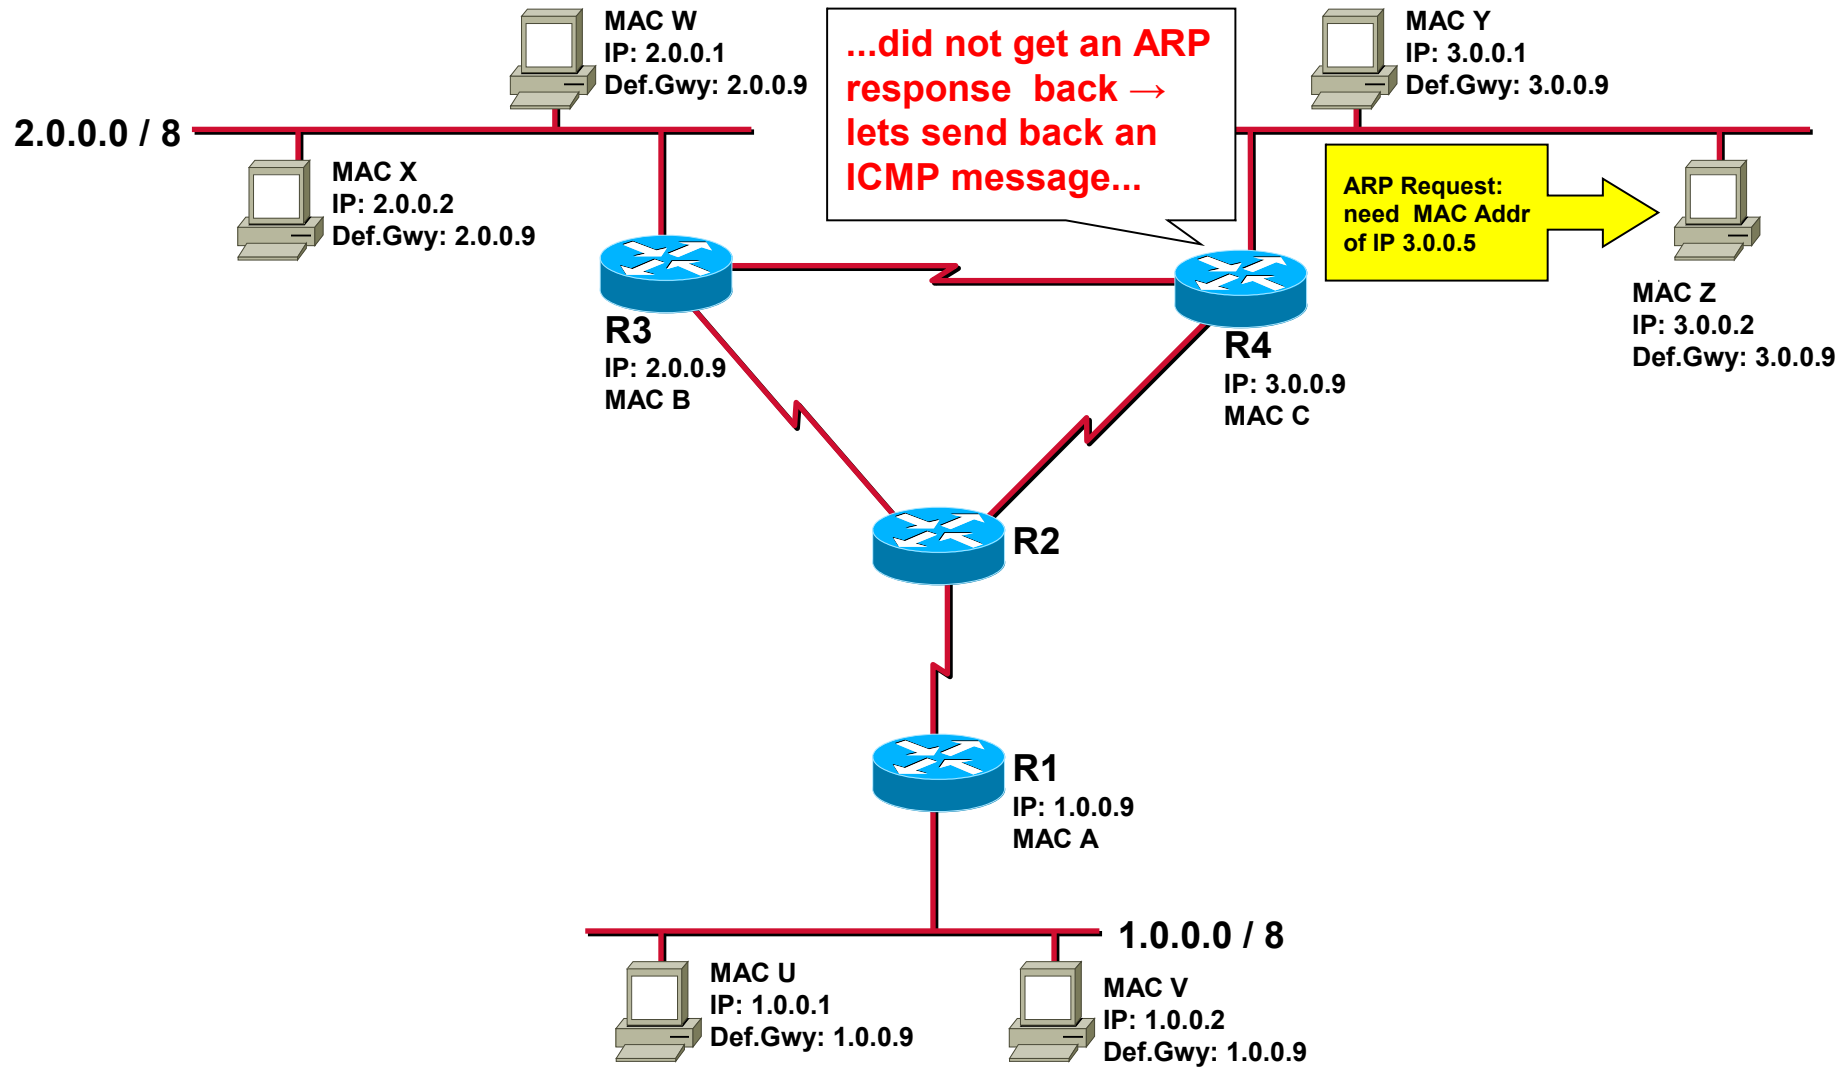 MAC W
IP: 2.0.0.1
Def.Gwy: 2.0.0.9
...did not get an ARP
response back →
lets send back an
ICMP message...
MAC Y
IP: 3.0.0.1
Def.Gwy: 3.0.0.9
2.0.0.0 / 8
MAC X
IP: 2.0.0.2
Def.Gwy: 2.0.0.9
ARP Request:
need MAC Addr
of IP 3.0.0.5
MAC Z
IP: 3.0.0.2
Def.Gwy: 3.0.0.9
R3
IP: 2.0.0.9
MAC B
R4
IP: 3.0.0.9
MAC C
R2
R1
IP: 1.0.0.9
MAC A
1.0.0.0 / 8
MAC U
IP: 1.0.0.1
Def.Gwy: 1.0.0.9
MAC V
IP: 1.0.0.2
Def.Gwy: 1.0.0.9